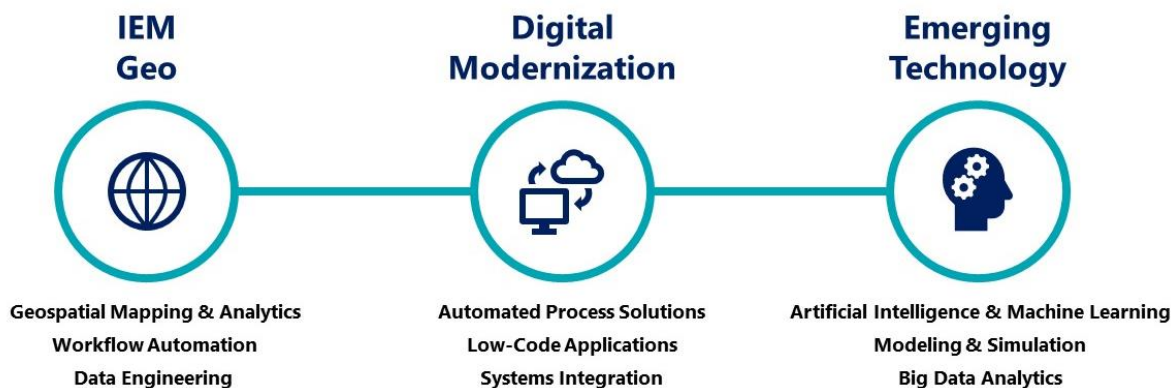 IEM
Geo
Geospatial Mapping & Analytics
Workflow Automation
Data Engineering
Digital
Modernization
Automated Process Solutions
Low-Code Applications
Systems Integration
Emerging
Technology
Artificial Intelligence & Machine Learning
Modeling & Simulation
Big Data Analytics